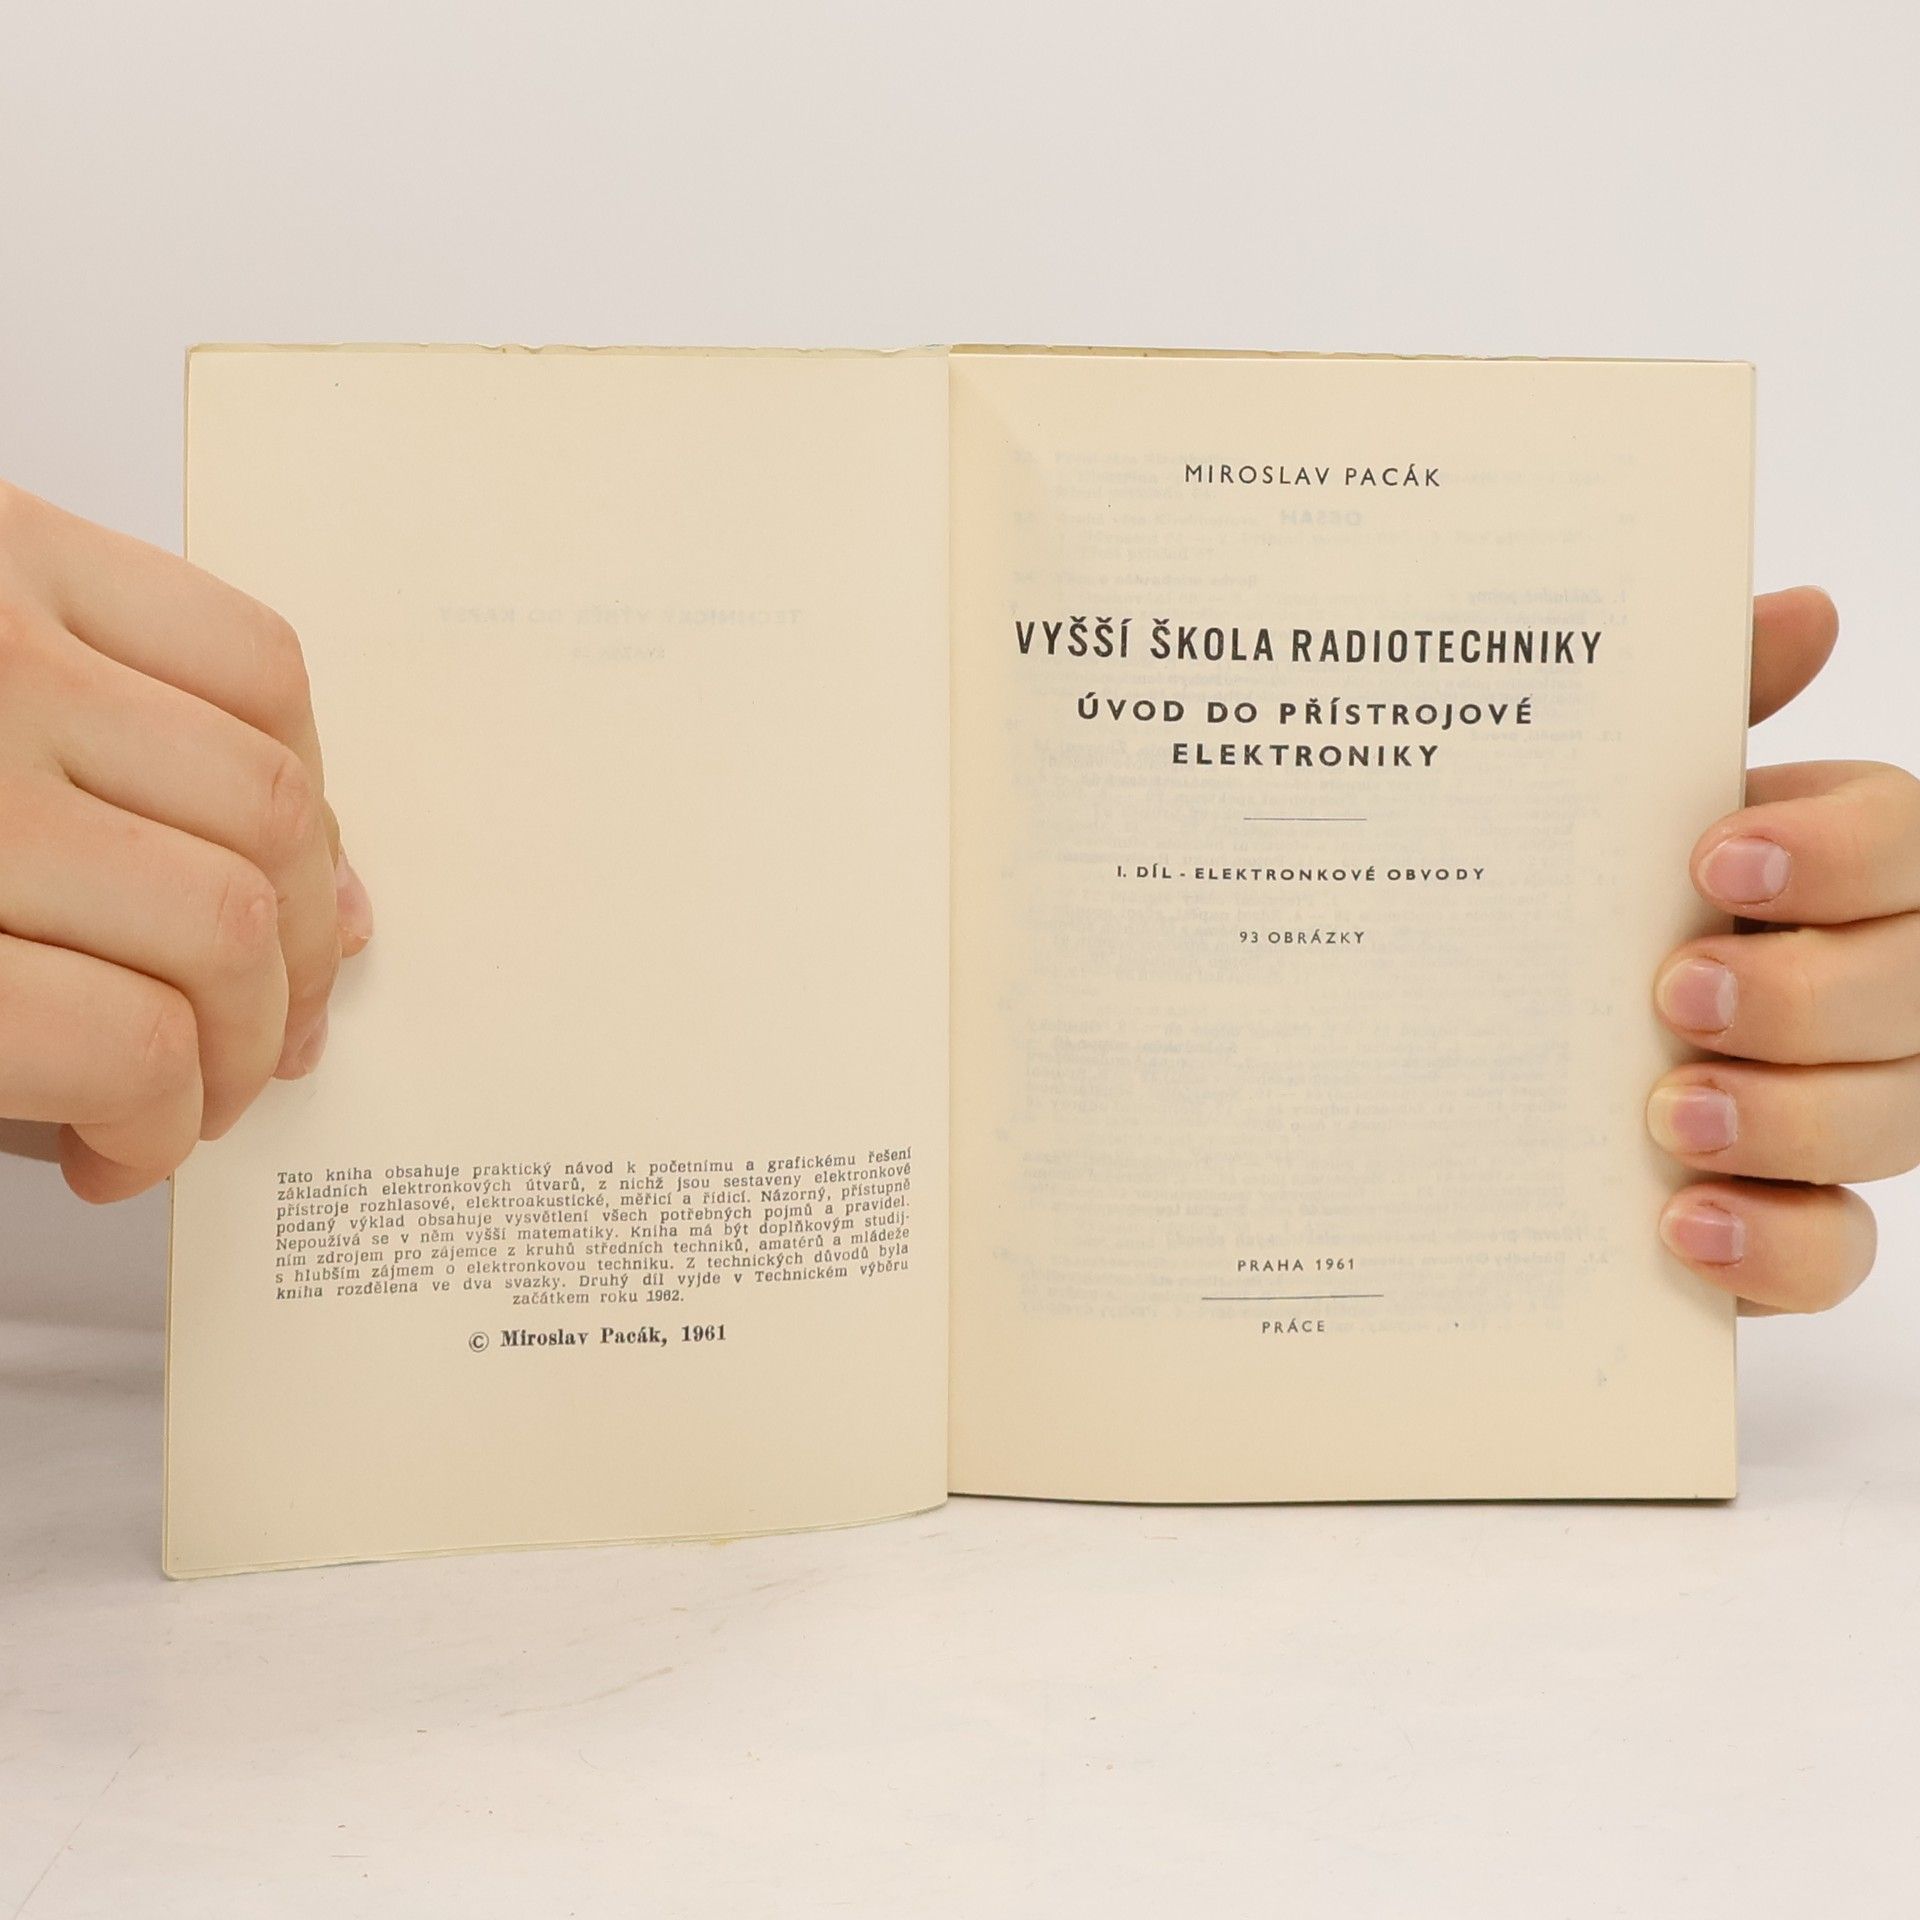 Tato kniha obsahuje praktický návod k početnímu a grafickému řešení
základních elektronkových útvarů, z nichž jsou sestaveny elektronkové
přístroje rozhlasové, elektroakustické, měřicí a řídicí. Názorný, přístupně
podaný výklad obsahuje vysvětlení všech potřebných pojmů a pravidel.
Nepoužívá se v něm vyšší matematiky. Kniha má být doplňkovým studij-
ním zdrojem pro zájemce z kruhů středních techniků, amatérů a mládeže
s hlubším zájmem o elektronkovou techniku. Z technických důvodů byla
kniha rozdělena ve dva svazky. Druhý díl vyjde v Technickém výběru
začátkem roku 1962.
© Miroslav Pacák, 1961
MIROSLAV PACÁK
VYŠŠÍ ŠKOLA RADIOTECHNIKY
ÚVOD DO PŘÍSTROJOVÉ
ELEKTRONIKY
I. DÍL - ELEKTRONKOVÉ OBVODY
93 OBRÁZKY
PRAHA 1961
PRÁCE